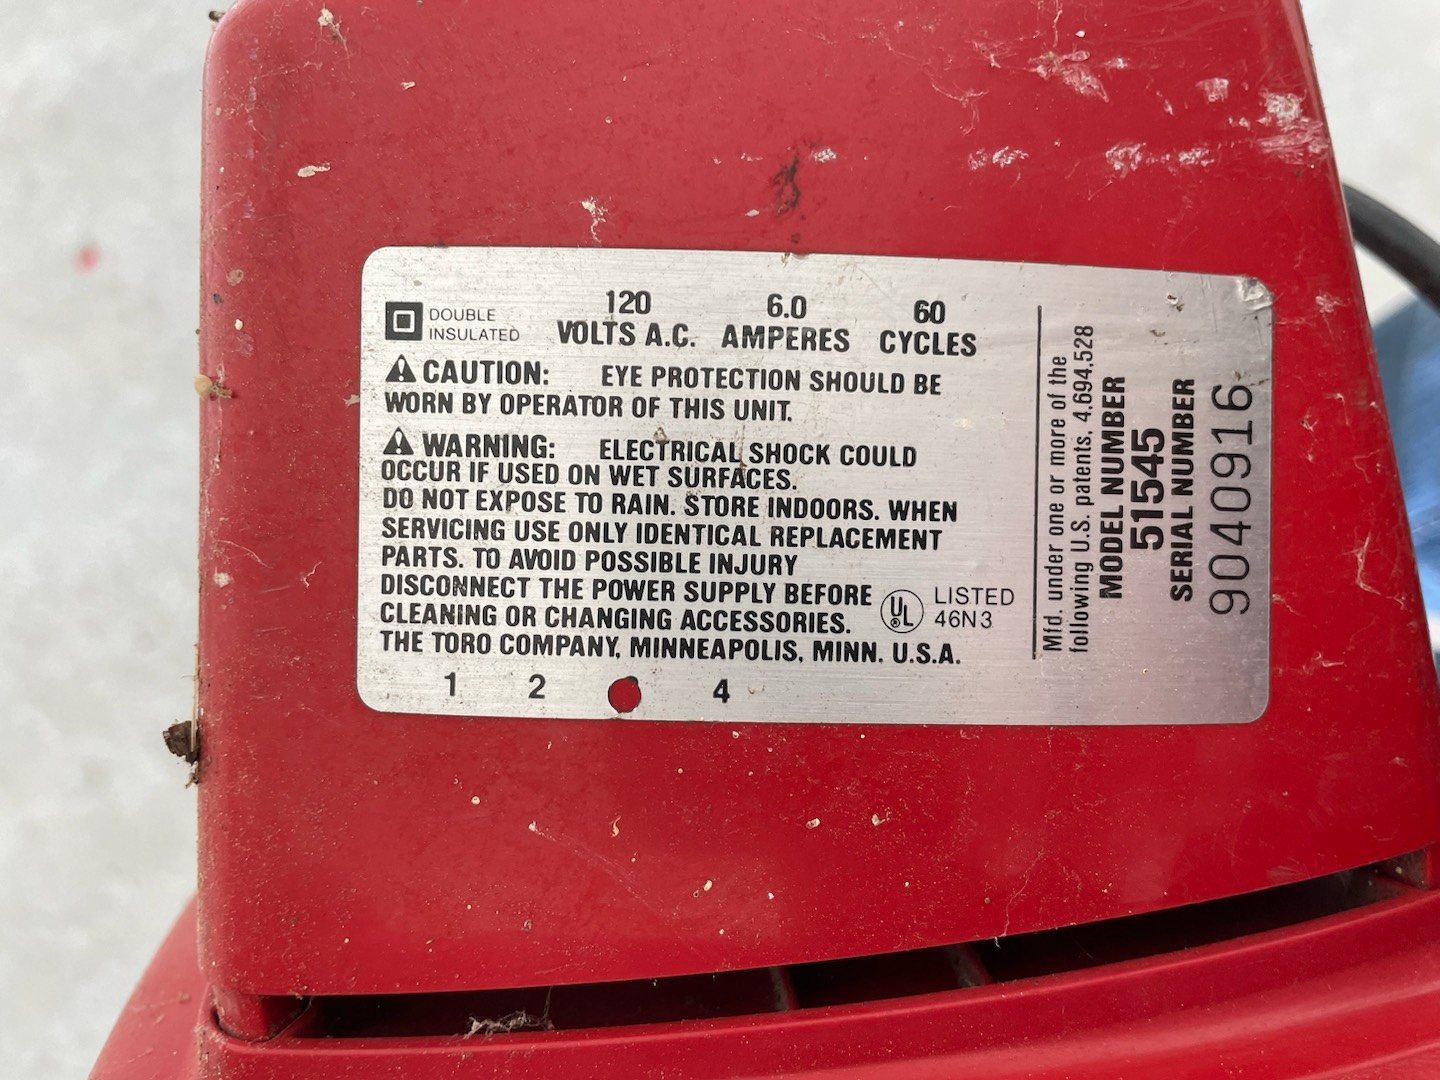 DOUBLE
INSULATED
120
VOLTS A.C.
6.0
AMPERES
60
CYCLES
CAUTION: EYE PROTECTION SHOULD BE
WORN BY OPERATOR OF THIS UNIT.
WARNING: ELECTRICAL SHOCK COULD
OCCUR IF USED ON WET SURFACES.
DO NOT EXPOSE TO RAIN. STORE INDOORS. WHEN
SERVICING USE ONLY IDENTICAL REPLACEMENT
PARTS. TO AVOID POSSIBLE INJURY
DISCONNECT THE POWER SUPPLY BEFORE
CLEANING OR CHANGING ACCESSORIES.
THE TORO COMPANY, MINNEAPOLIS, MINN. U.S.A.
UL
LISTED
46N3
1 2 4
Mfd. under one or more of the
following U.S. patents. 4,694,528
MODEL NUMBER
51545
SERIAL NUMBER
9040916